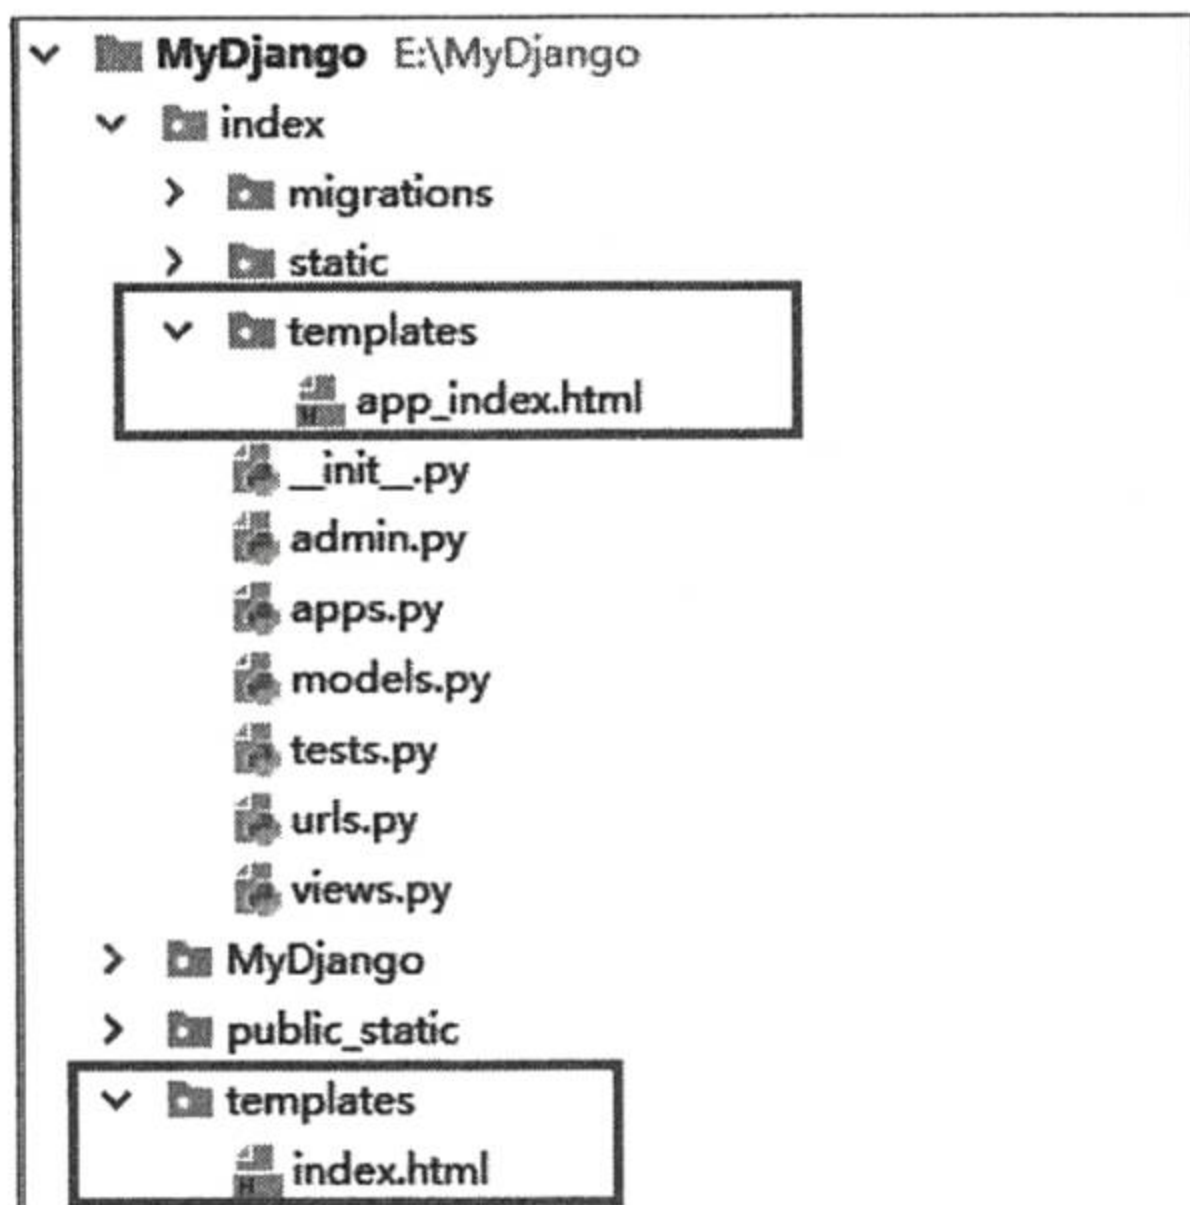 MyDjango E:\MyDjango
index
migrations
static
templates
app_index.html
__init__.py
admin.py
apps.py
models.py
tests.py
urls.py
views.py
MyDjango
public_static
templates
index.html